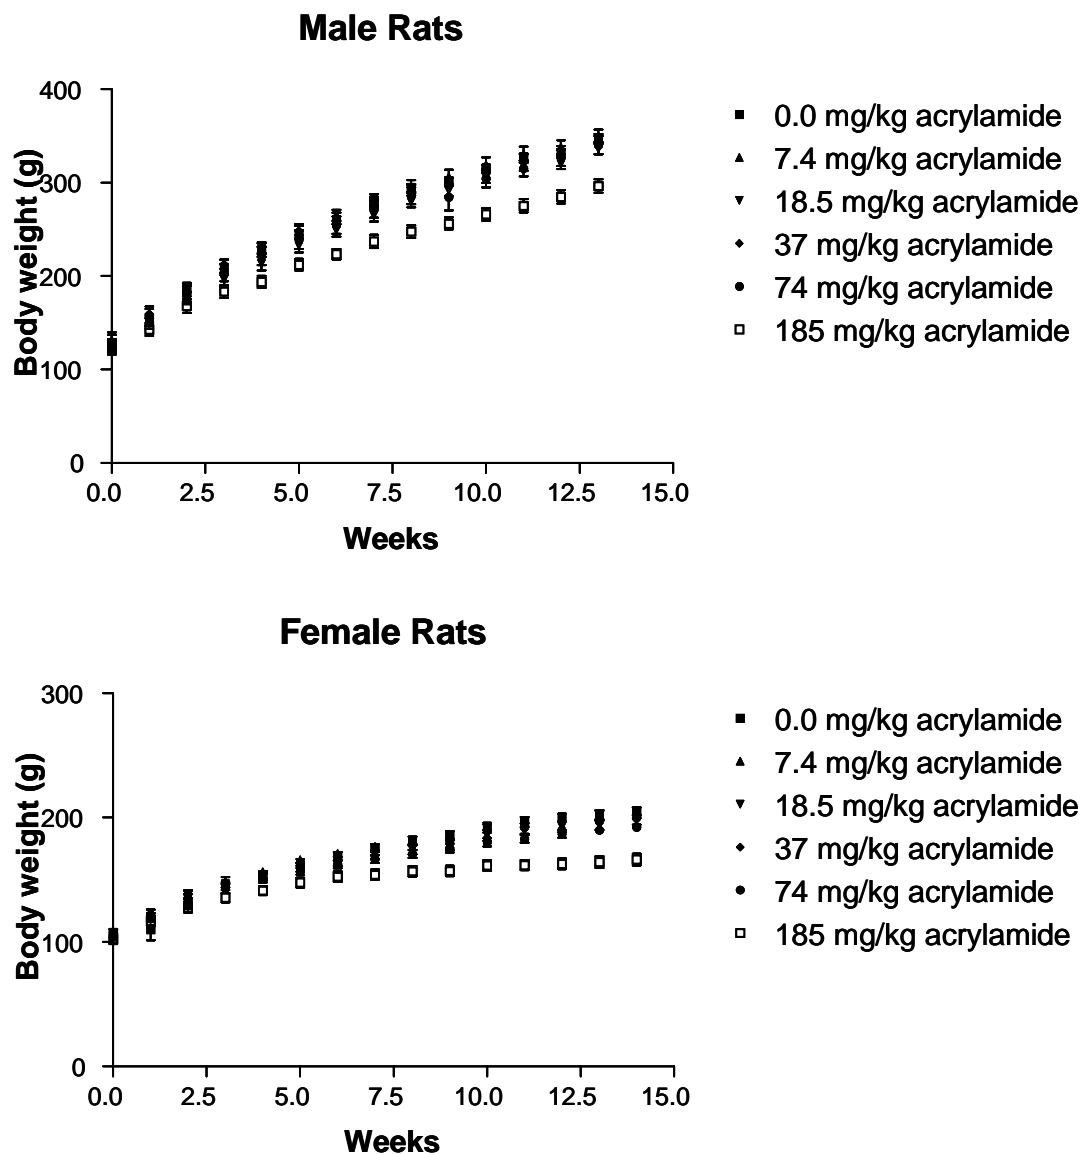 Male Rats
400
300
200
100
0
Body weight (g)
0.0 2.5 5.0 7.5 10.0 12.5 15.0
Weeks
0.0 mg/kg acrylamide
7.4 mg/kg acrylamide
18.5 mg/kg acrylamide
37 mg/kg acrylamide
74 mg/kg acrylamide
185 mg/kg acrylamide
Female Rats
300
200
100
0
Body weight (g)
0.0 2.5 5.0 7.5 10.0 12.5 15.0
Weeks
0.0 mg/kg acrylamide
7.4 mg/kg acrylamide
18.5 mg/kg acrylamide
37 mg/kg acrylamide
74 mg/kg acrylamide
185 mg/kg acrylamide